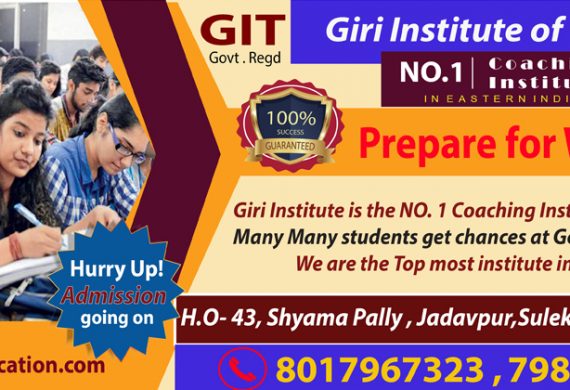 GIT
Govt . Regd
Giri Institute of
NO.1
Coachin
Institu
IN EASTERN INDI
100%
SUCCESS
GUARANTEED
Prepare for
Giri Institute is the NO. 1 Coaching Inst
Many Many students get chances at Go
We are the Top most institute in
Hurry Up!
Admission
going on
H.O- 43, Shyama Pally , Jadavpur,Sulek
cation.com
8017967323 , 798